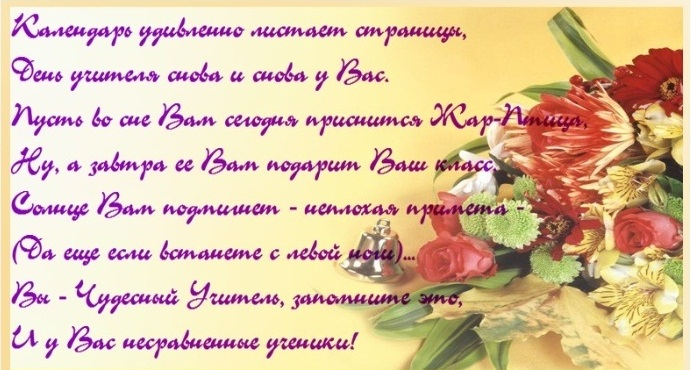 Календарь удивленно листает страницы,
День учителя снова и снова у Вас.
Пусть во сне Вам сегодня приснится Жар-Птица,
Ну, а завтра ее Вам подарит Ваш класс.
Солнце Вам подмигнет - неплохая примета -
(Да еще если встанете с левой ноги)...
Вы - Чудесный Учитель, запомните это,
И у Вас несравненные ученики!